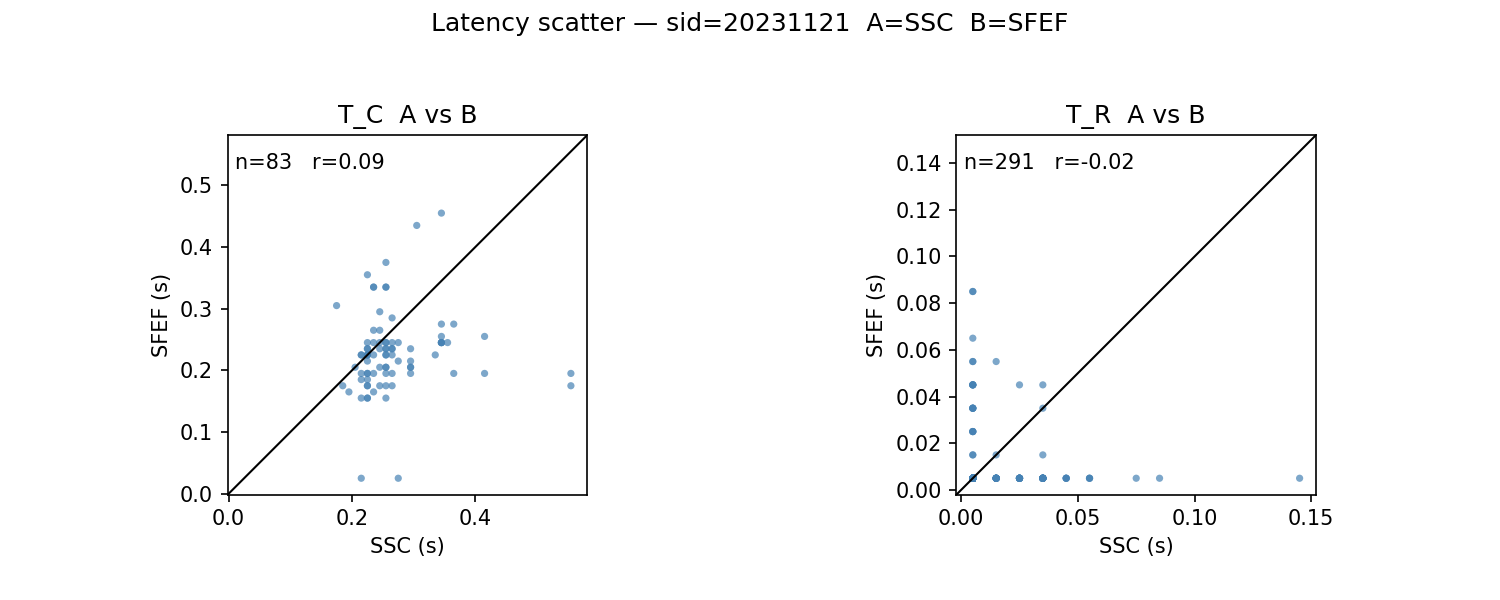 Latency scatter — sid=20231121  A=SSC  B=SFEF
T_C  A vs B
n=83   r=0.09
0.5
0.4
0.3
0.2
0.1
0.0
SFEF (s)
0.0 0.2 0.4
SSC (s)
T_R  A vs B
n=291   r=-0.02
0.14
0.12
0.10
0.08
0.06
0.04
0.02
0.00
SFEF (s)
0.00 0.05 0.10 0.15
SSC (s)